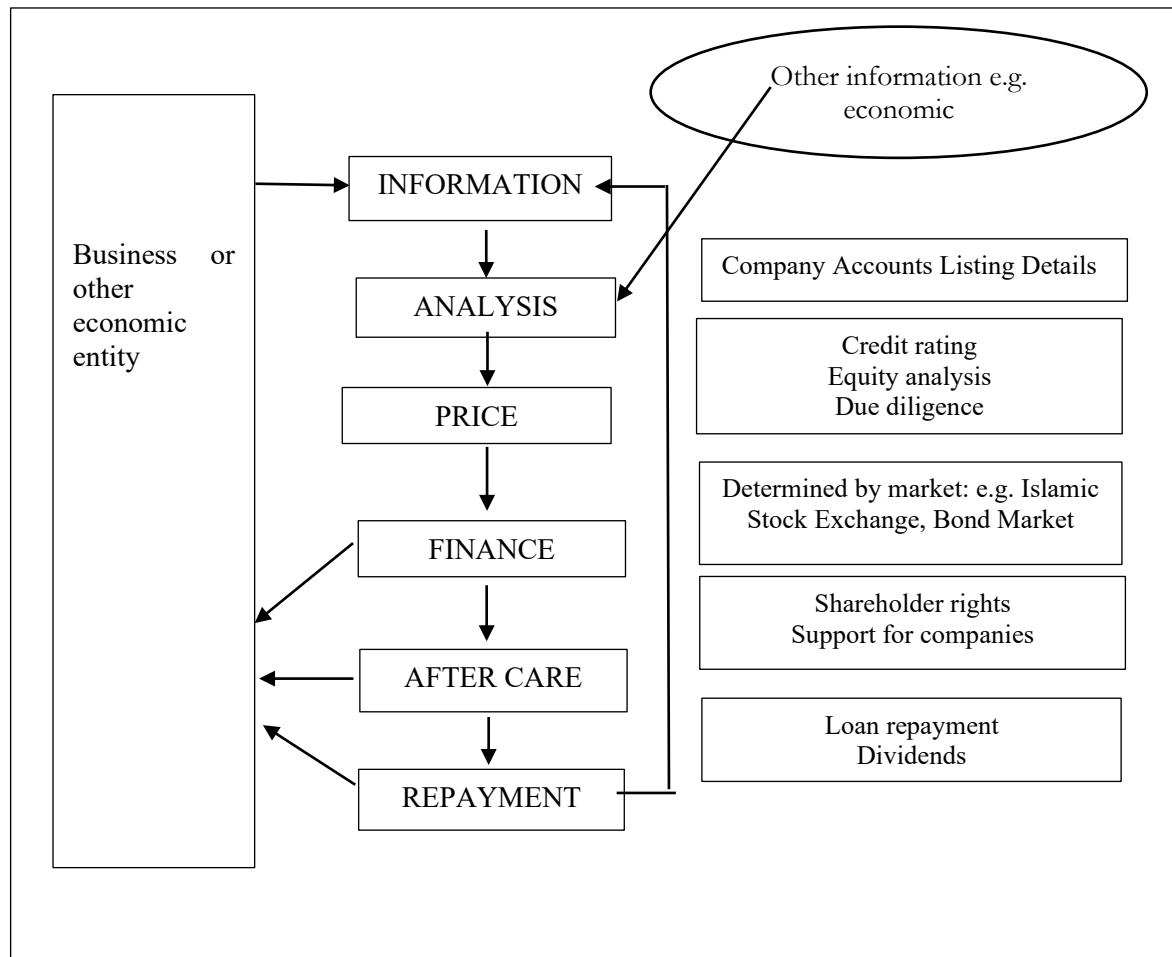 Other information e.g.
economic
Business or
other
economic
entity
INFORMATION
ANALYSIS
PRICE
FINANCE
AFTER CARE
REPAYMENT
Company Accounts Listing Details
Credit rating
Equity analysis
Due diligence
Determined by market: e.g. Islamic
Stock Exchange, Bond Market
Shareholder rights
Support for companies
Loan repayment
Dividends